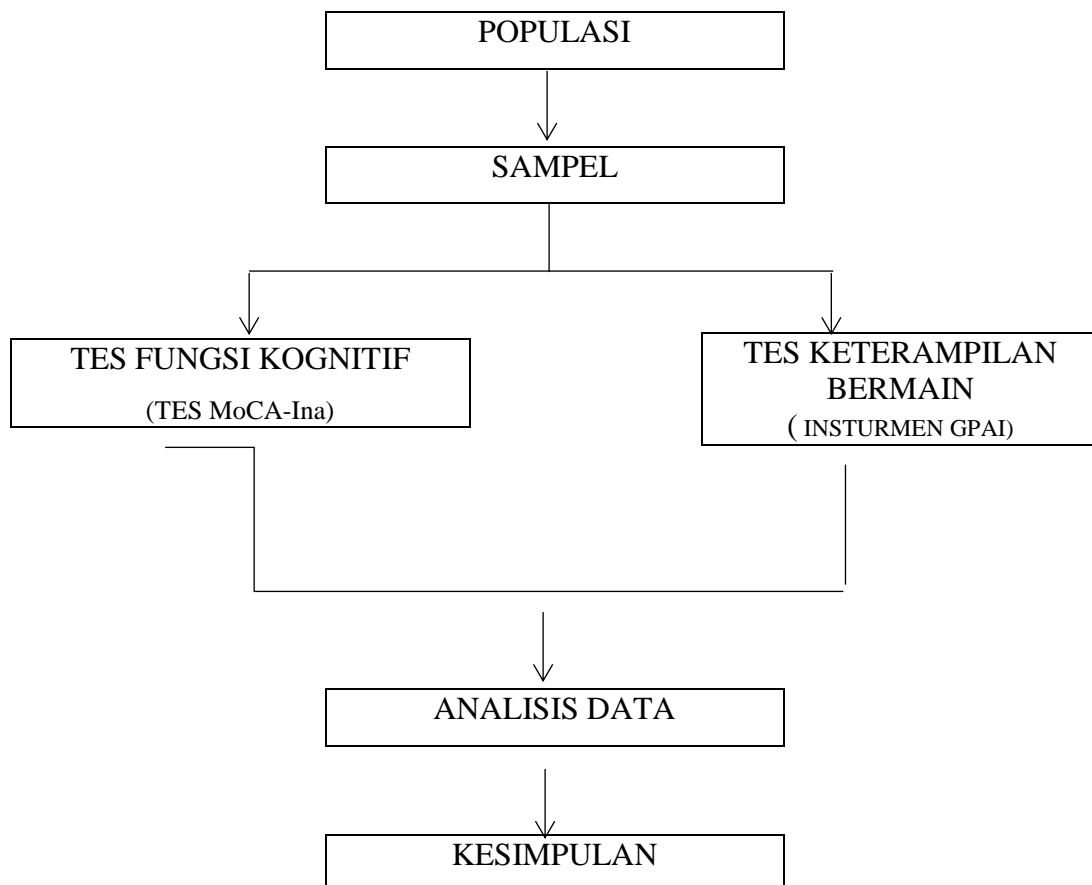 POPULASI
SAMPEL
TES FUNGSI KOGNITIF
(TES MoCA-Ina)
TES KETERAMPILAN
BERMAIN
( INSTURMEN GPAI)
ANALISIS DATA
KESIMPULAN